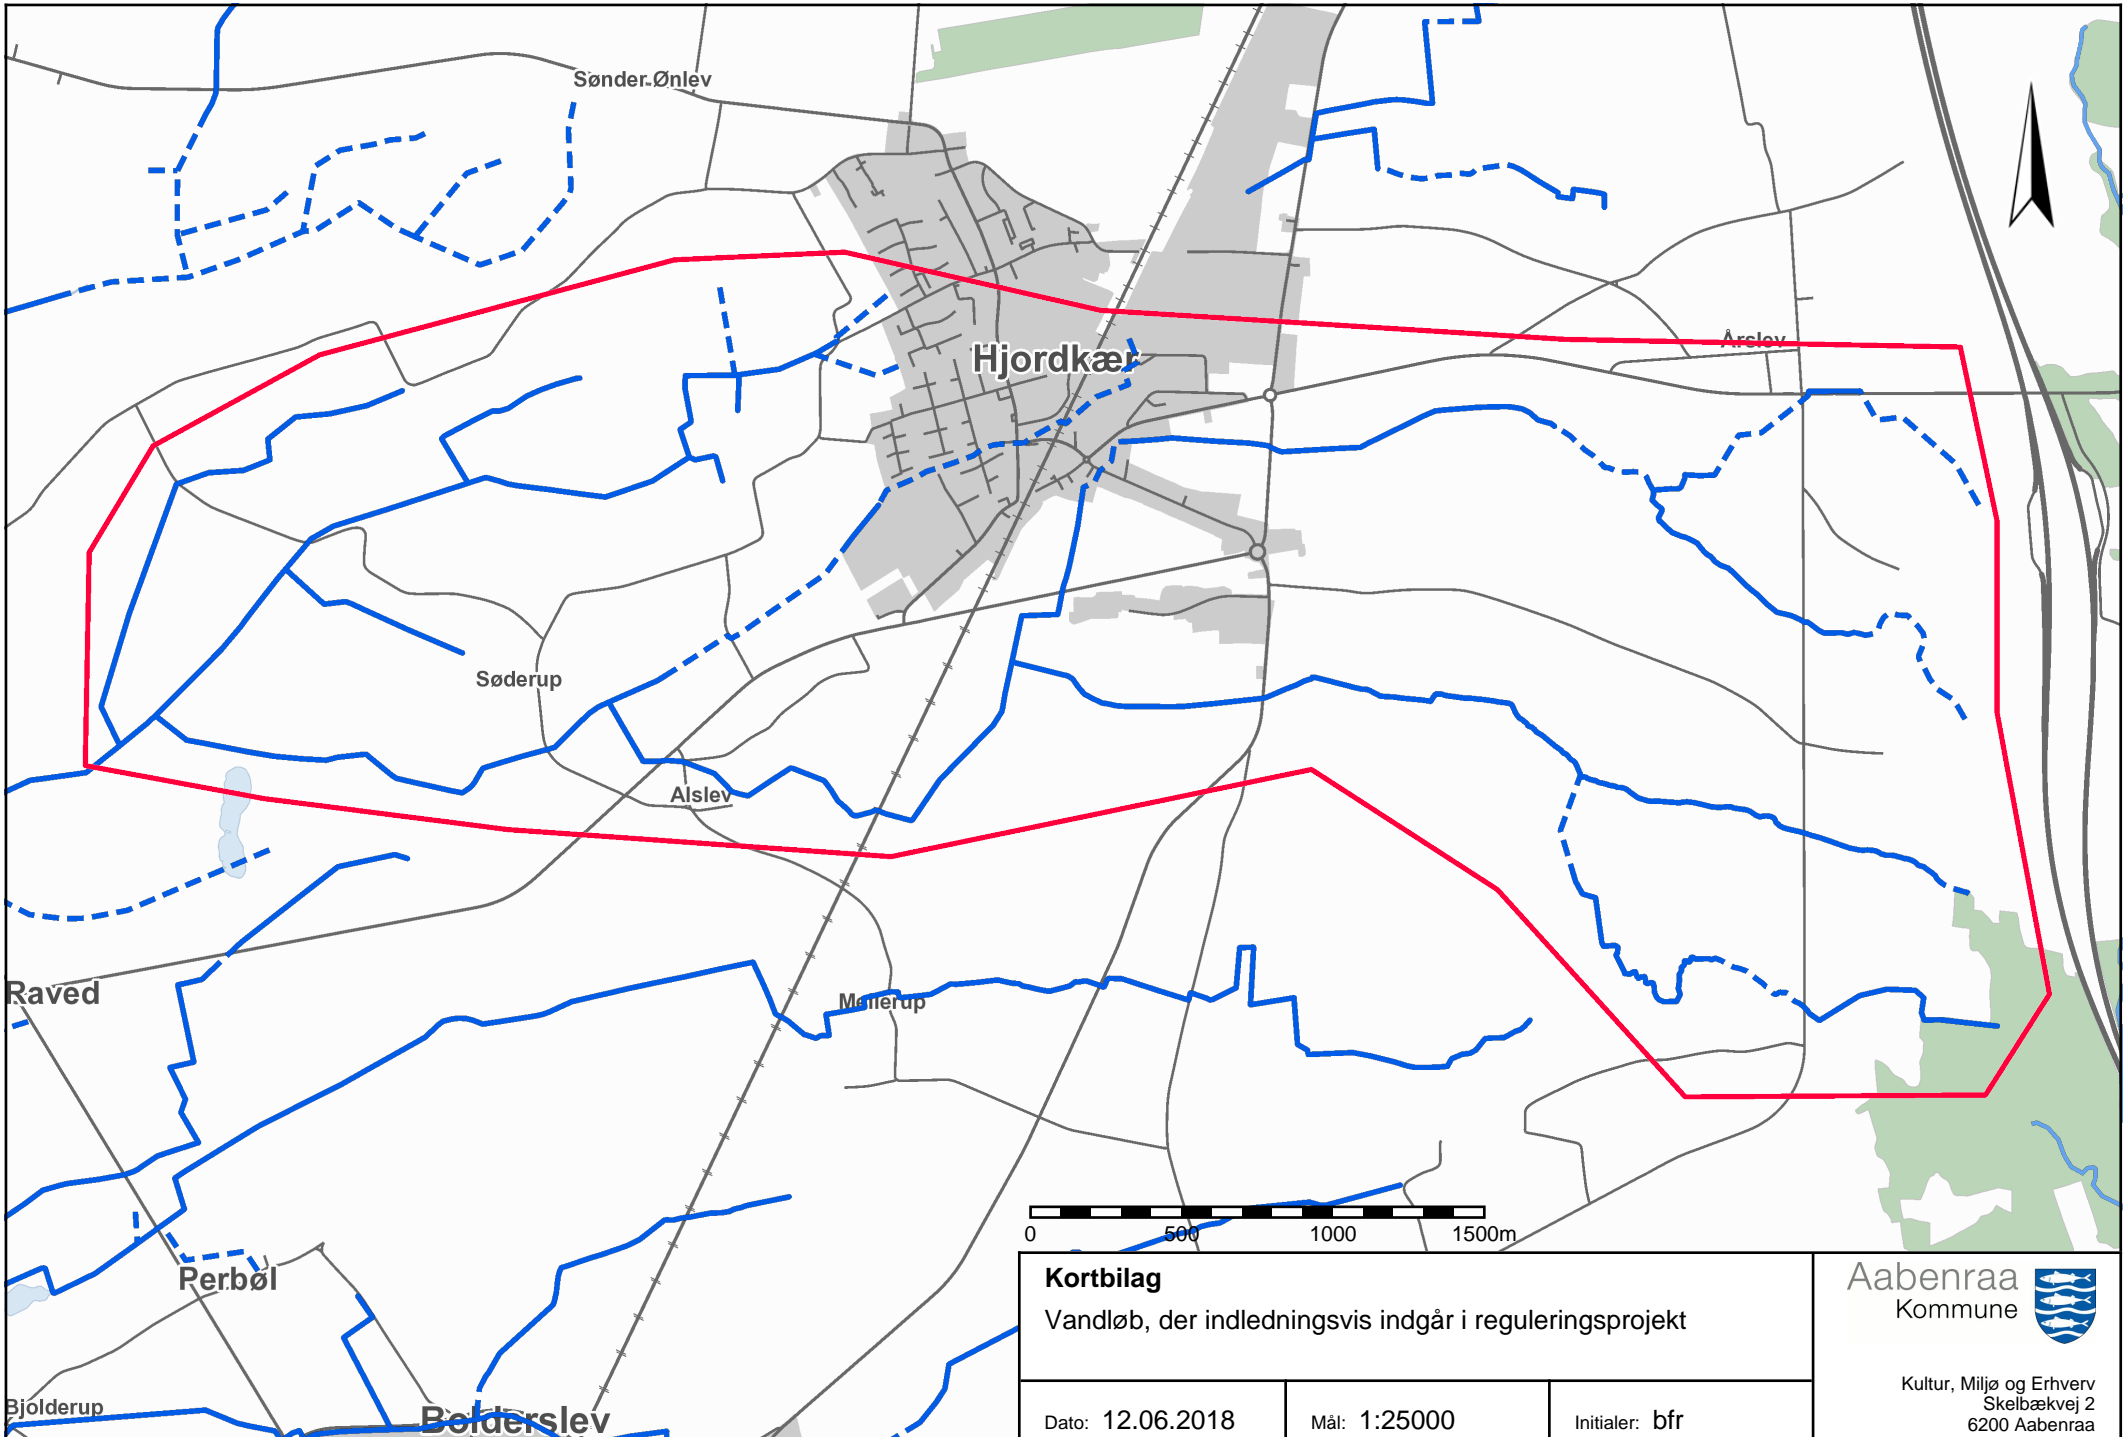 Sønder Ønlev
Hjordkær
Årslev
Søderup
Alslev
Raved
Mellerup
0 500 1000 1500m
Perbøl
Bjolderup
Bolderslev
Kortbilag
Vandløb, der indledningsvis indgår i reguleringsprojekt
Dato: 12.06.2018
Mål: 1:25000
Initialer: bfr
Aabenraa
Kommune
Kultur, Miljø og Erhverv
Skelbækvej 2
6200 Aabenraa